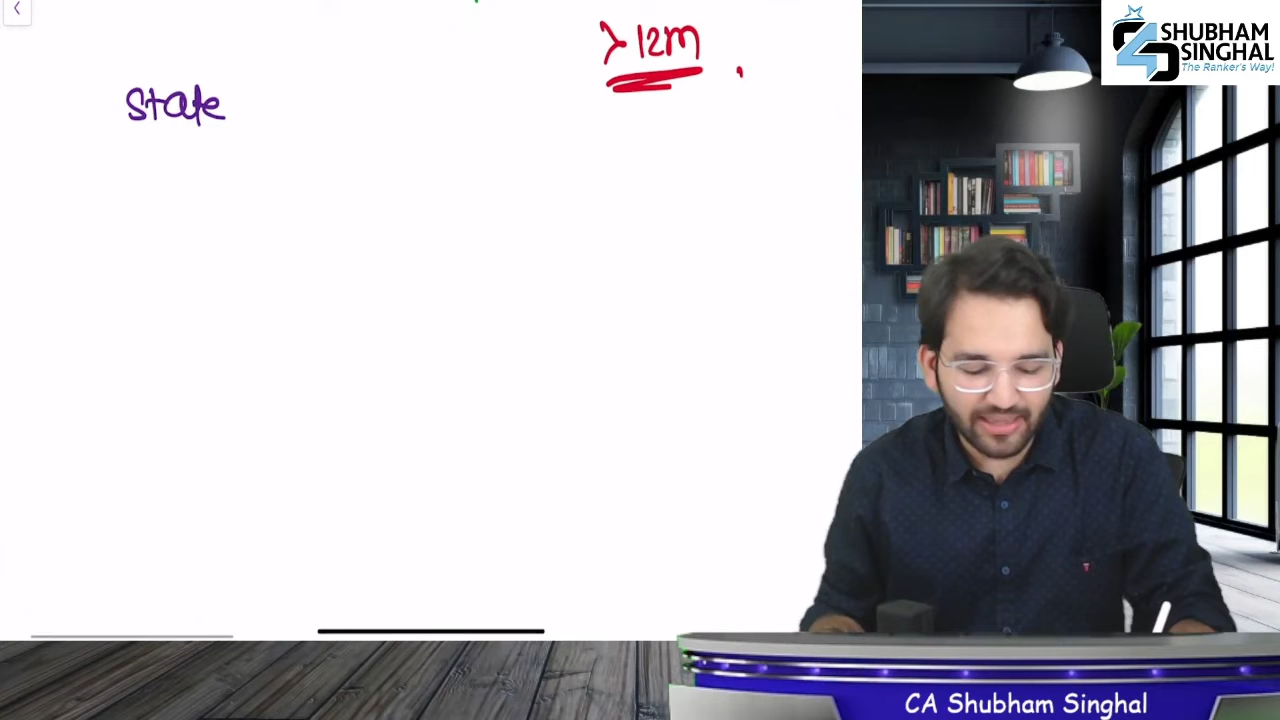 >12m
State
SHUBHAM
SINGHAL
The Ranker's Way!
CA Shubham Singhal